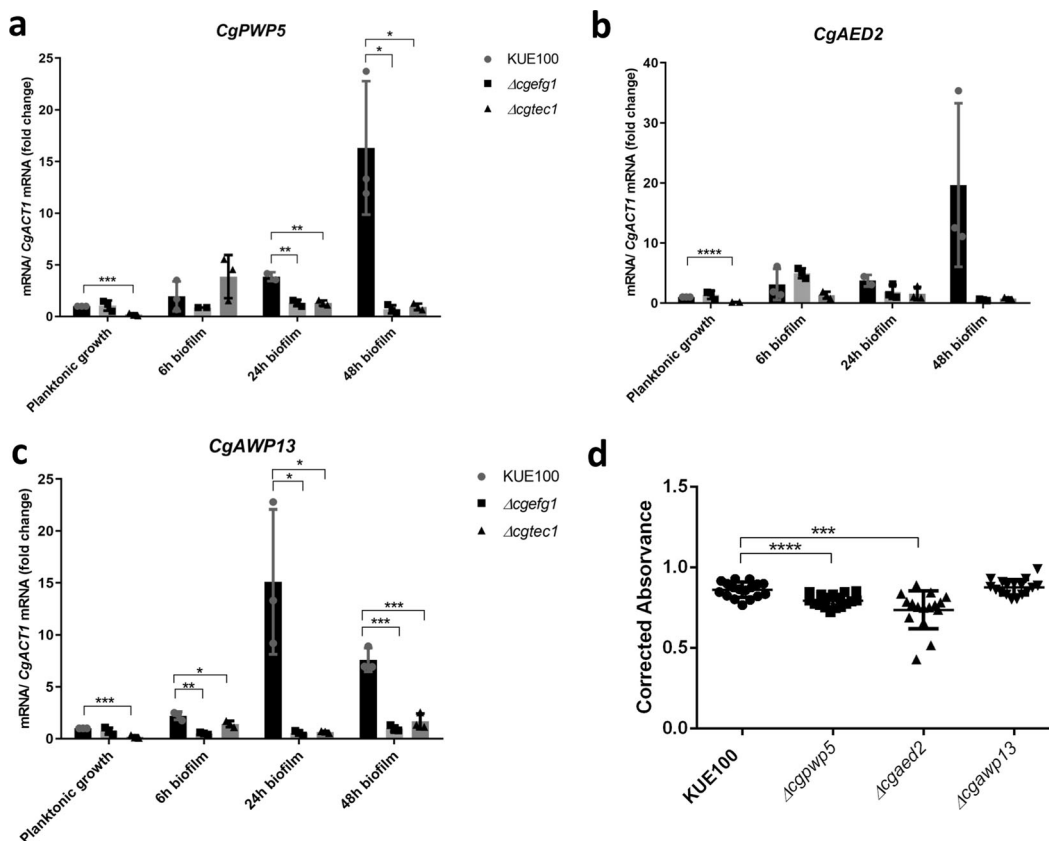 a
CgPWP5
mRNA/ CgACT1 mRNA (fold change)
25
20
15
10
5
0
***
**
**
*
*
KUE100
Δcgefg1
Δcgtec1
Planktonic growth
6h biofilm
24h biofilm
48h biofilm
b
CgAED2
mRNA/ CgACT1 mRNA (fold change)
40
30
20
10
0
****
Planktonic growth
6h biofilm
24h biofilm
48h biofilm
c
CgAWP13
mRNA/ CgACT1 mRNA (fold change)
25
20
15
10
5
0
***
*
**
*
*
***
***
KUE100
Δcgefg1
Δcgtec1
Planktonic growth
6h biofilm
24h biofilm
48h biofilm
d
Corrected Absorvance
1.5
1.0
0.5
0.0
***
****
KUE100
Δcgpwp5
Δcgaed2
Δcgawp13